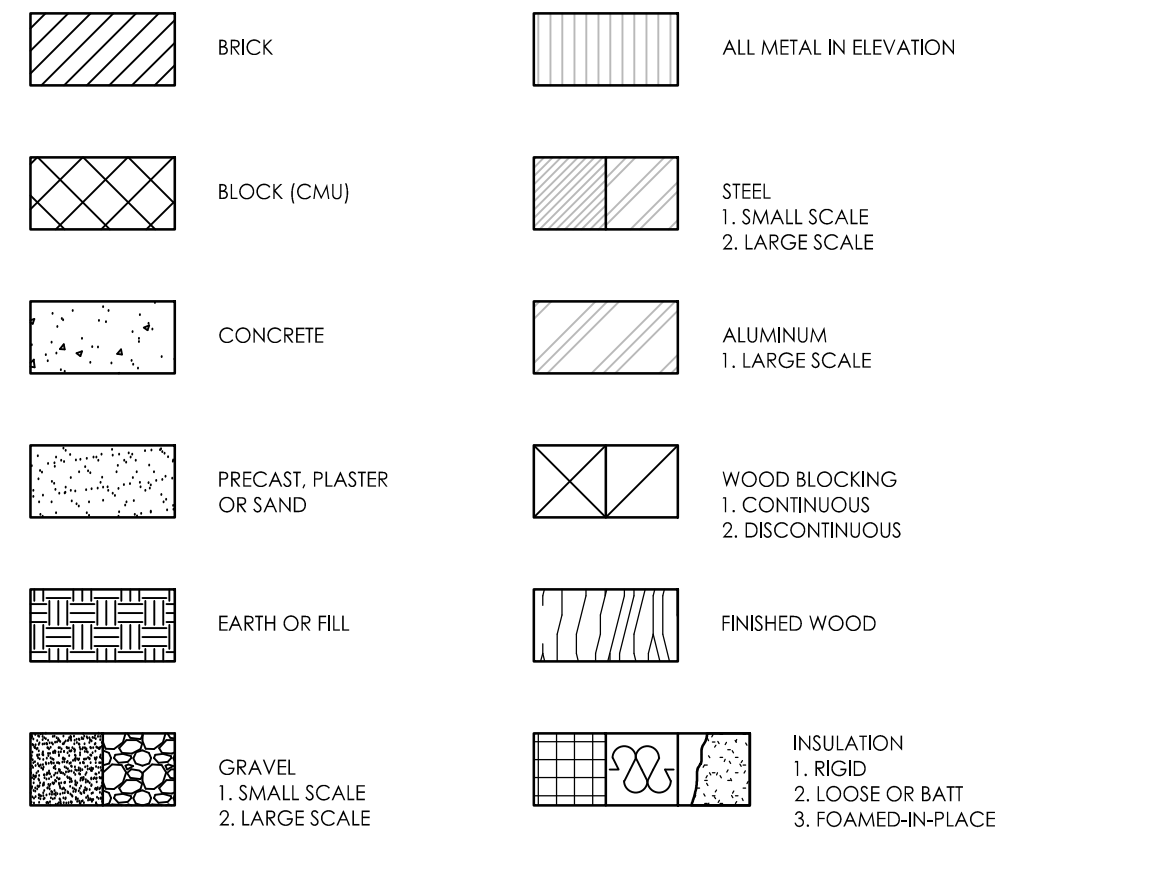 BRICK
BLOCK (CMU)
CONCRETE
PRECAST, PLASTER
OR SAND
EARTH OR FILL
GRAVEL
1. SMALL SCALE
2. LARGE SCALE
ALL METAL IN ELEVATION
STEEL
1. SMALL SCALE
2. LARGE SCALE
ALUMINUM
1. LARGE SCALE
WOOD BLOCKING
1. CONTINUOUS
2. DISCONTINUOUS
FINISHED WOOD
INSULATION
1. RIGID
2. LOOSE OR BATT
3. FOAMED-IN-PLACE